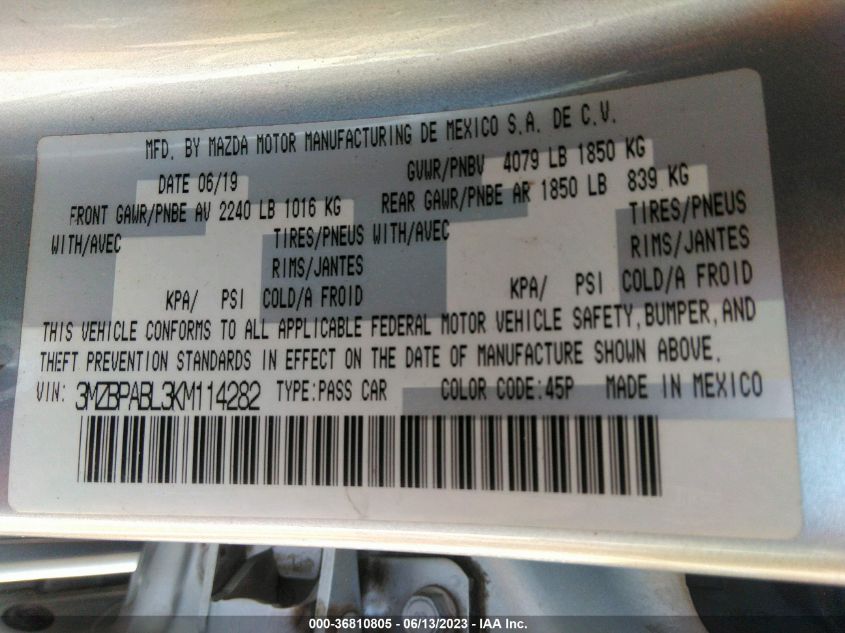 MFD. BY MAZDA MOTOR MANUFACTURING DE MEXICO S.A. DE C.V.
DATE 06/19 GVWR/PNBV 4079 LB 1850 KG
FRONT GAWR/PNBE AV 2240 LB 1016 KG REAR GAWR/PNBE AR 1850 LB 839 KG
WITH/AVEC TIRES/PNEUS WITH/AVEC TIRES/PNEUS
RIMS/JANTES RIMS/JANTES
KPA/ PSI COLD/A FROID KPA/ PSI COLD/A FROID
THIS VEHICLE CONFORMS TO ALL APPLICABLE FEDERAL MOTOR VEHICLE SAFETY, BUMPER, AND
THEFT PREVENTION STANDARDS IN EFFECT ON THE DATE OF MANUFACTURE SHOWN ABOVE.
VIN: 3MZBPABL3KM114282 TYPE:PASS CAR COLOR CODE:45P MADE IN MEXICO
000-36810805 - 06/13/2023 - IAA Inc.